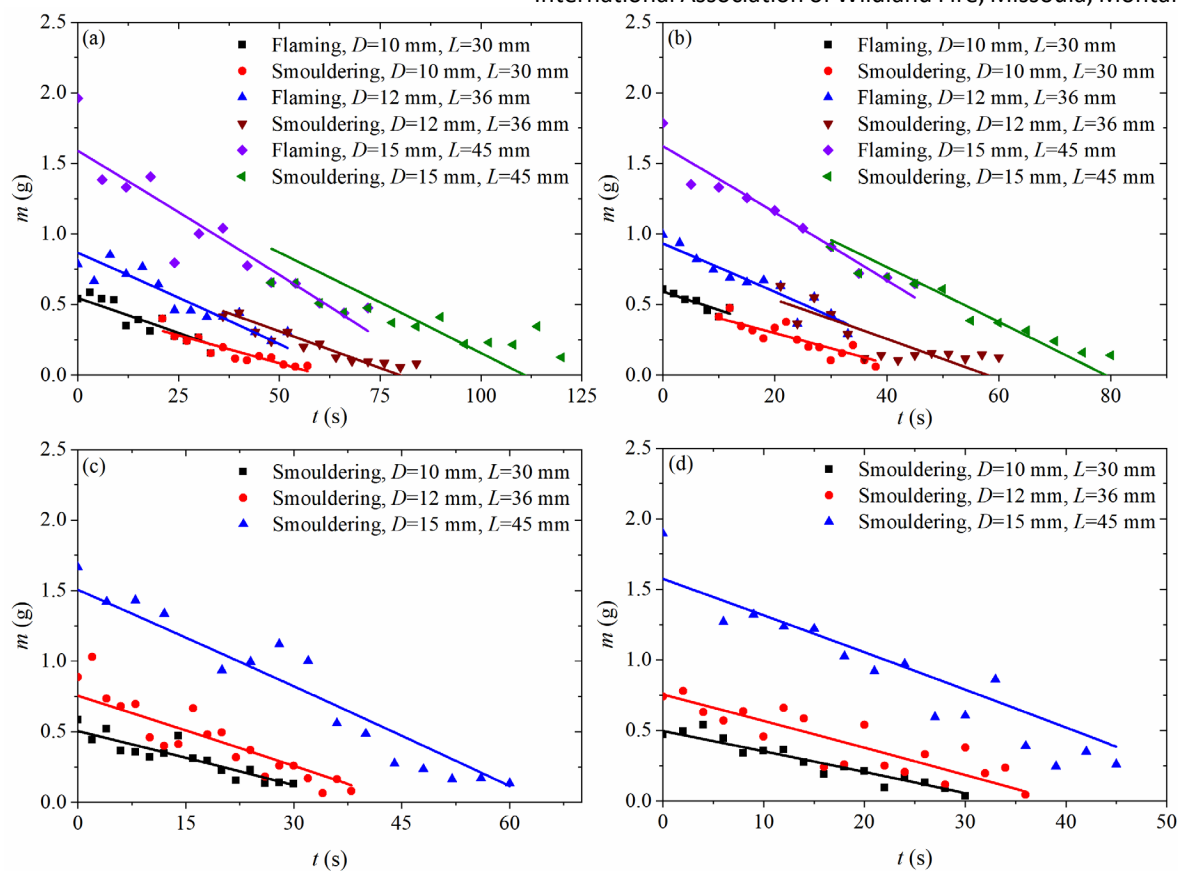 International Association of Wildland Fire, Missoula, Montan
(a)
Flaming, D=10 mm, L=30 mm
Smouldering, D=10 mm, L=30 mm
Flaming, D=12 mm, L=36 mm
Smouldering, D=12 mm, L=36 mm
Flaming, D=15 mm, L=45 mm
Smouldering, D=15 mm, L=45 mm
2.5
2.0
1.5
1.0
0.5
0.0
m (g)
0 25 50 75 100 125
t (s)
(b)
Flaming, D=10 mm, L=30 mm
Smouldering, D=10 mm, L=30 mm
Flaming, D=12 mm, L=36 mm
Smouldering, D=12 mm, L=36 mm
Flaming, D=15 mm, L=45 mm
Smouldering, D=15 mm, L=45 mm
2.5
2.0
1.5
1.0
0.5
0.0
m (g)
0 20 40 60 80
t (s)
(c)
Smouldering, D=10 mm, L=30 mm
Smouldering, D=12 mm, L=36 mm
Smouldering, D=15 mm, L=45 mm
2.5
2.0
1.5
1.0
0.5
0.0
m (g)
0 15 30 45 60
t (s)
(d)
Smouldering, D=10 mm, L=30 mm
Smouldering, D=12 mm, L=36 mm
Smouldering, D=15 mm, L=45 mm
2.5
2.0
1.5
1.0
0.5
0.0
m (g)
0 10 20 30 40 50
t (s)